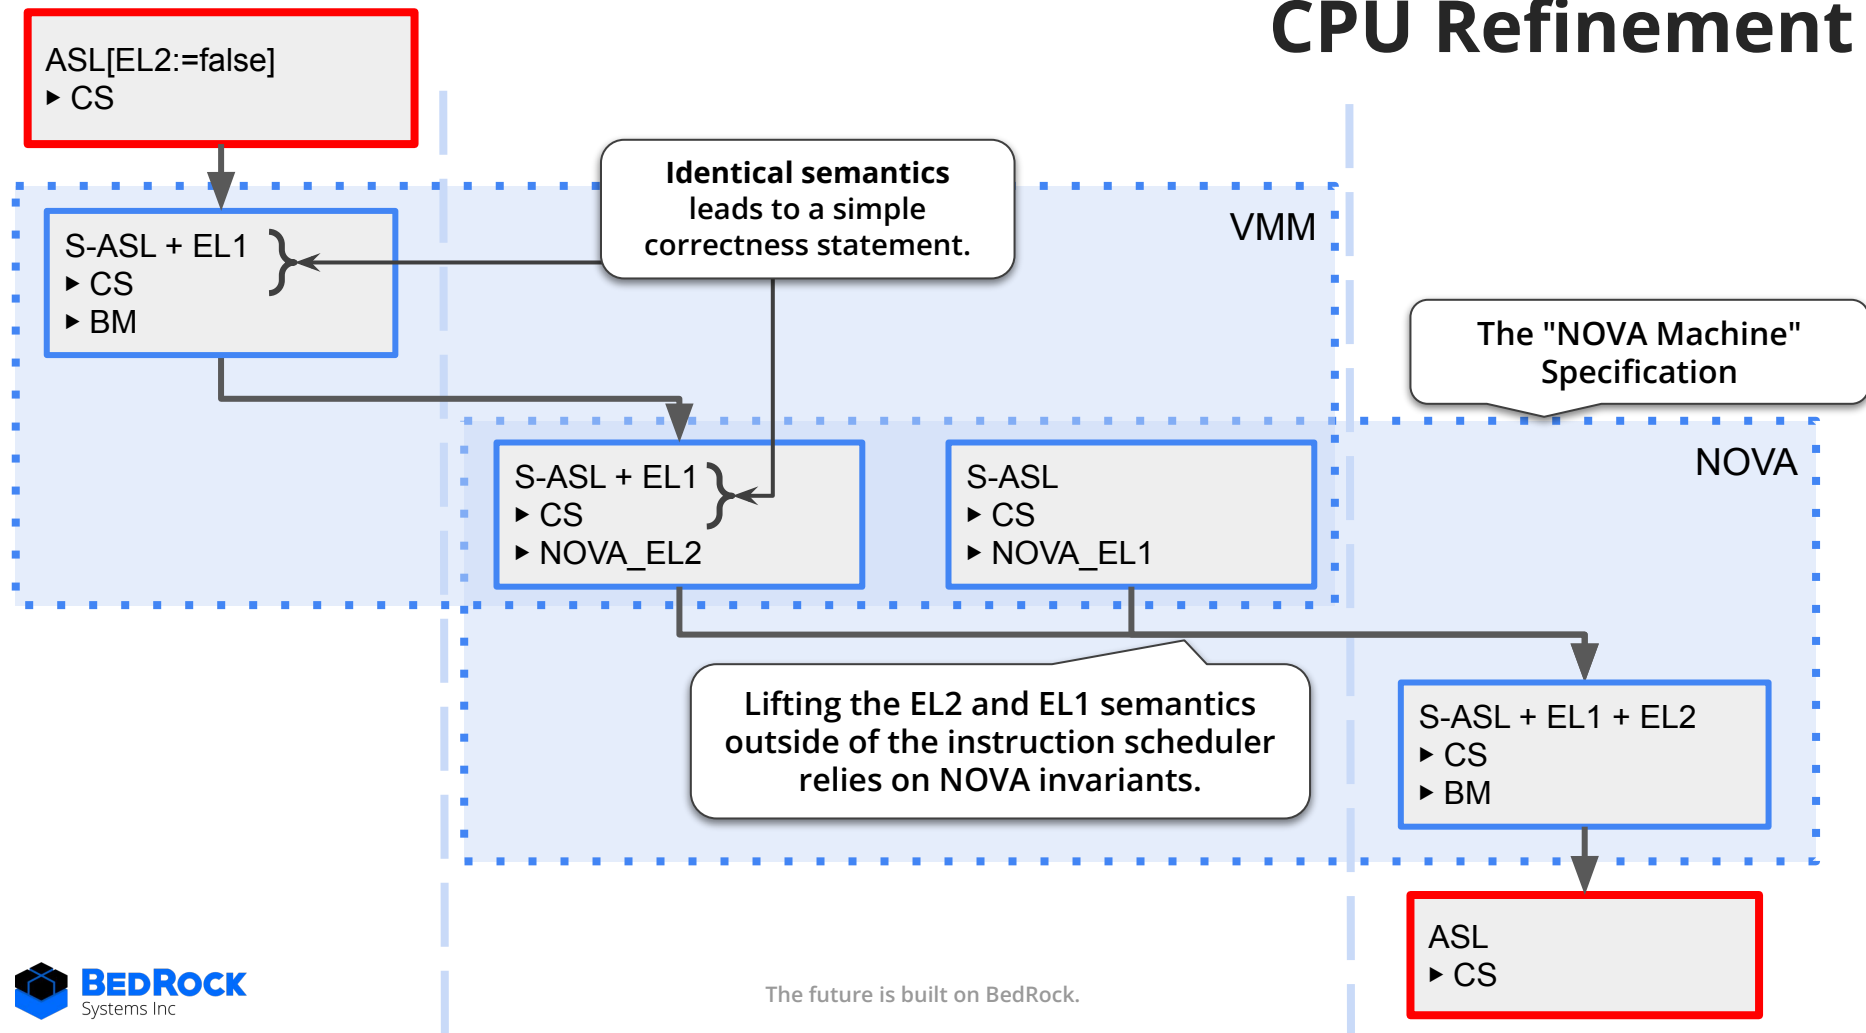 CPU Refinement
ASL[EL2:=false]
▸ CS
Identical semantics
leads to a simple
correctness statement.
VMM
S-ASL + EL1
▸ CS
▸ BM
The "NOVA Machine"
Specification
NOVA
S-ASL + EL1
▸ CS
▸ NOVA_EL2
S-ASL
▸ CS
▸ NOVA_EL1
Lifting the EL2 and EL1 semantics
outside of the instruction scheduler
relies on NOVA invariants.
S-ASL + EL1 + EL2
▸ CS
▸ BM
ASL
▸ CS
BEDROCK
Systems Inc
The future is built on BedRock.